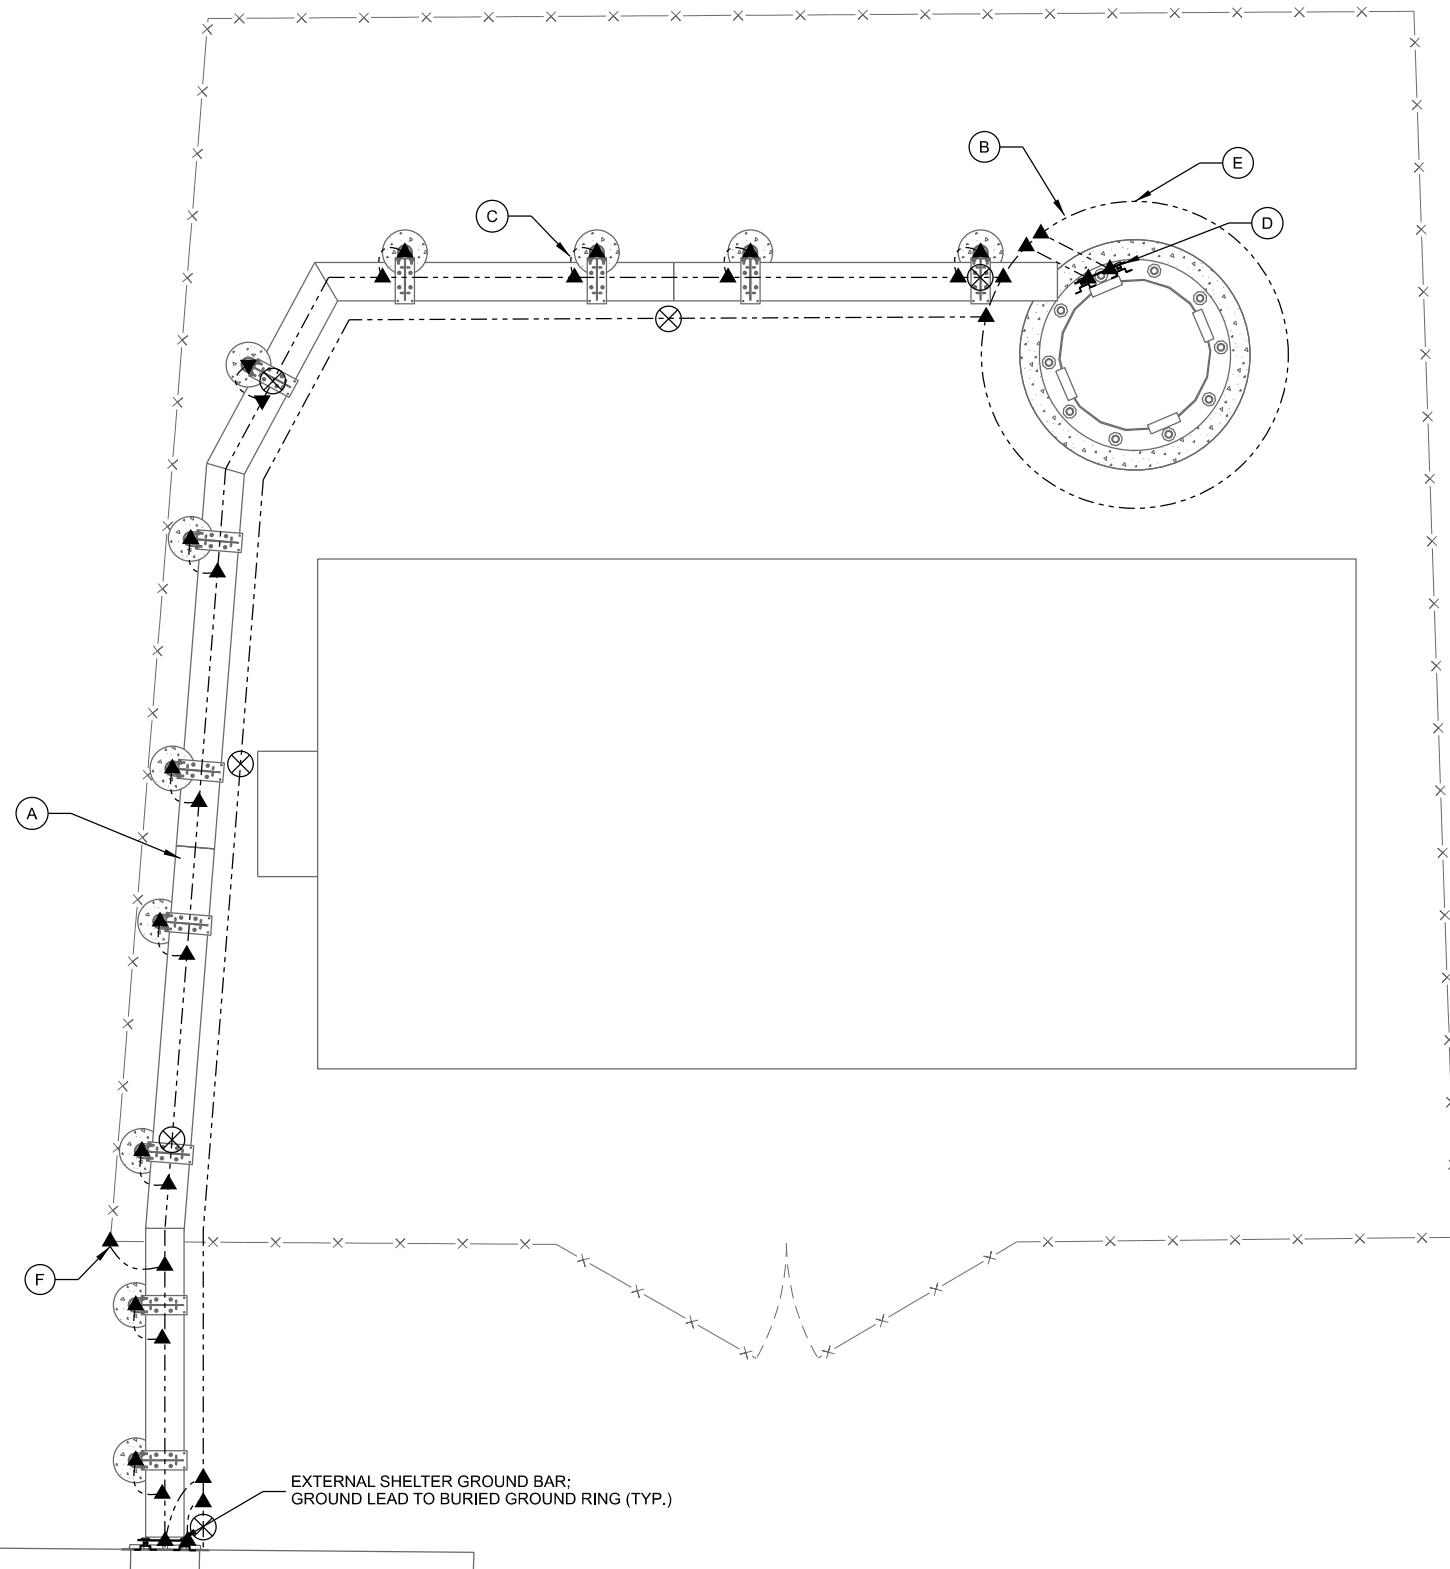 B
E
C
D
A
F
EXTERNAL SHELTER GROUND BAR;
GROUND LEAD TO BURIED GROUND RING (TYP.)